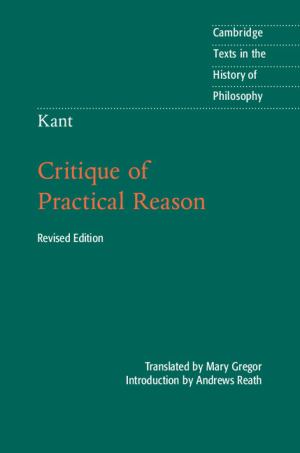 Cambridge
Texts in the
History of
Philosophy
Kant
Critique of
Practical Reason
Revised Edition
Translated by Mary Gregor
Introduction by Andrews Reath